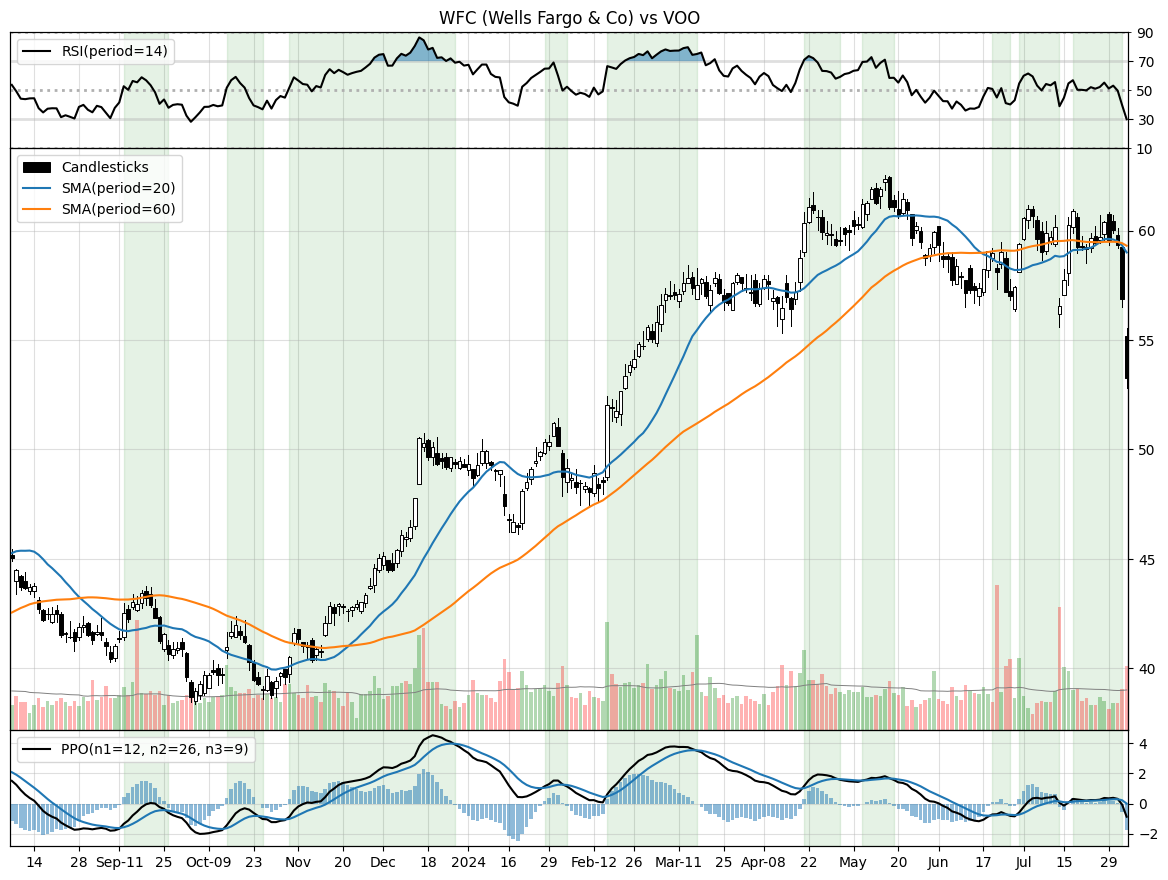 WFC (Wells Fargo & Co) vs VOO
RSI(period=14)
90
70
50
30
10
Candlesticks
SMA(period=20)
SMA(period=60)
60
55
50
45
40
PPO(n1=12, n2=26, n3=9)
4
2
0
−2
14 28 Sep-11 25 Oct-09 23 Nov 20 Dec 18 2024 16 29 Feb-12 26 Mar-11 25 Apr-08 22 May 20 Jun 17 Jul 15 29